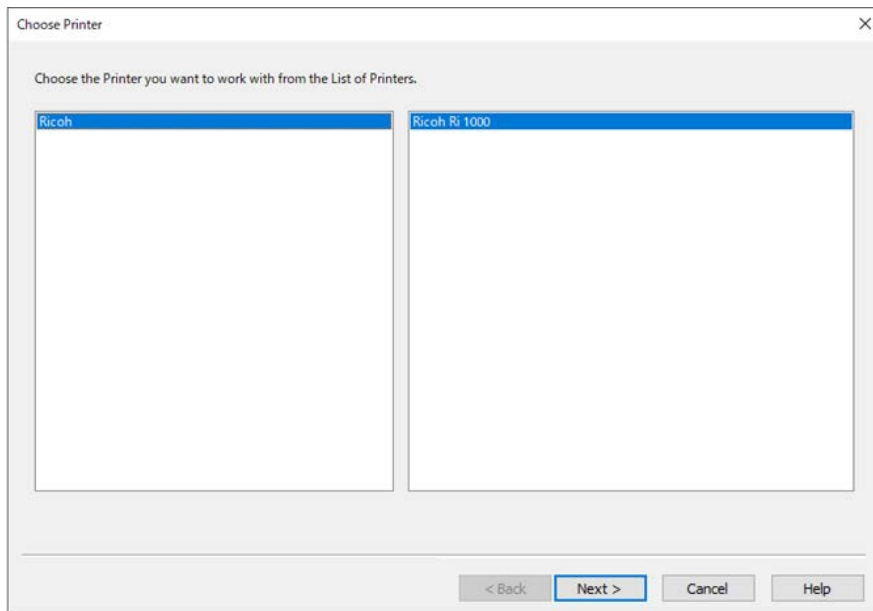 Choose Printer
Choose the Printer you want to work with from the List of Printers.
Ricoh
Ricoh Ri 1000
< Back
Next >
Cancel
Help